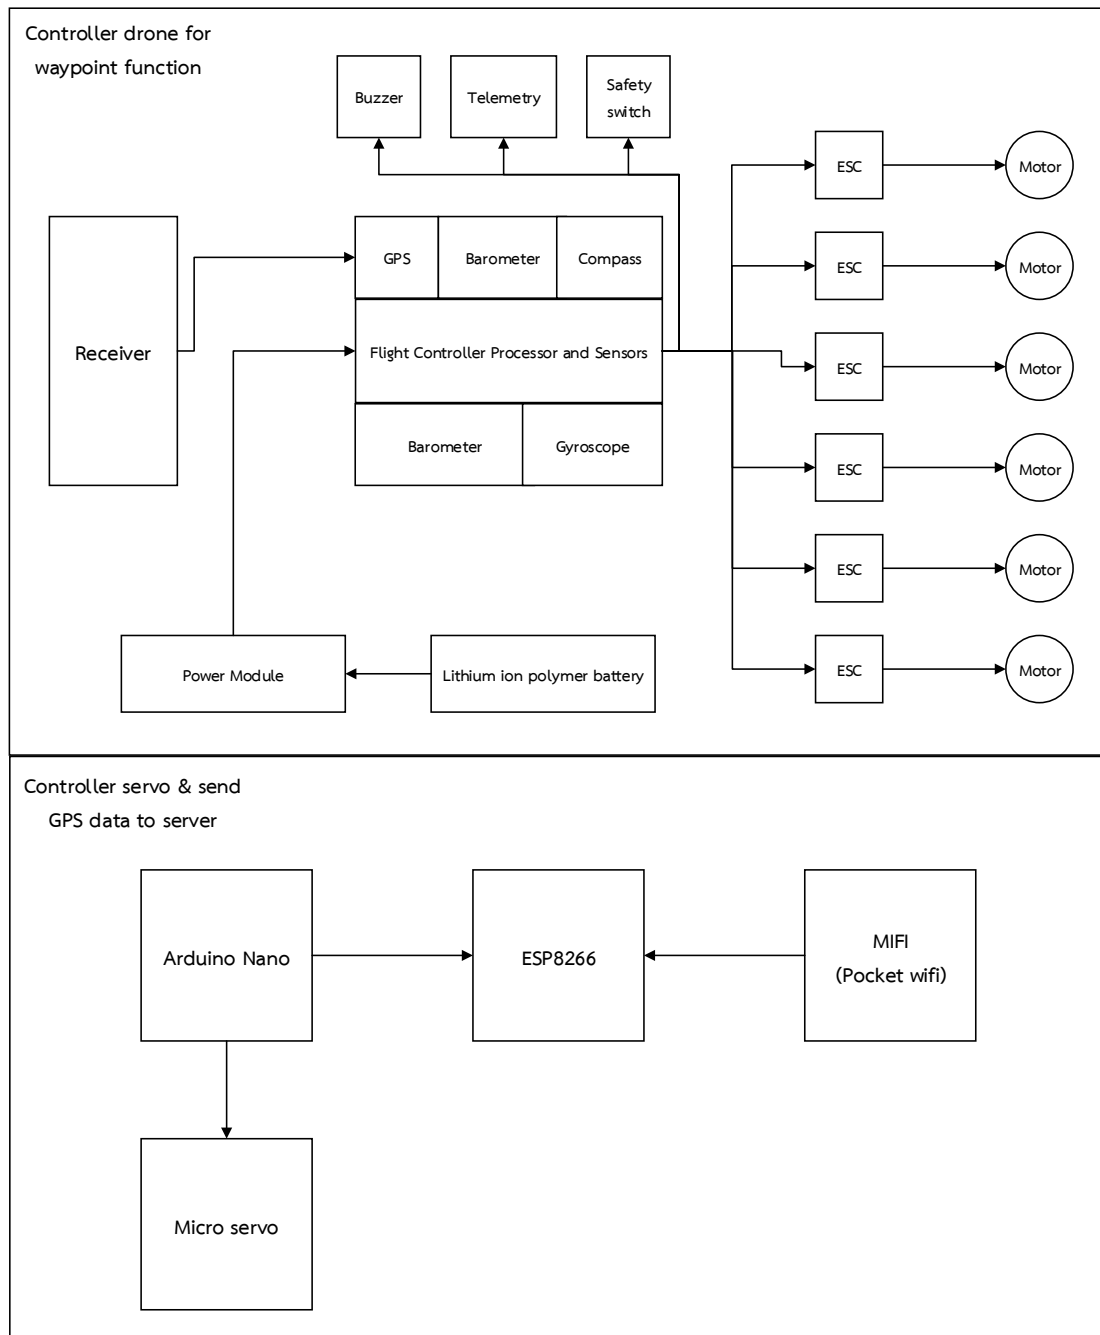 Controller drone for
waypoint function
Buzzer
Telemetry
Safety
switch
ESC
Motor
ESC
Motor
ESC
Motor
ESC
Motor
ESC
Motor
ESC
Motor
Receiver
GPS
Barometer
Compass
Flight Controller Processor and Sensors
Barometer
Gyroscope
Power Module
Lithium ion polymer battery
Controller servo & send
GPS data to server
Arduino Nano
ESP8266
MIFI
(Pocket wifi)
Micro servo